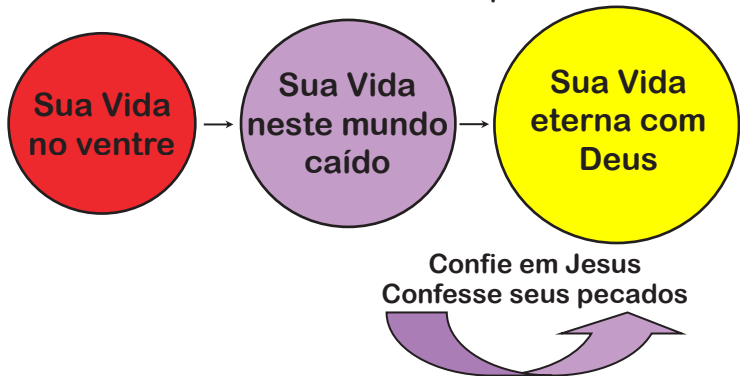 Sua Vida
no ventre
Sua Vida
neste mundo
caído
Sua Vida
eterna com
Deus
Confie em Jesus
Confesse seus pecados